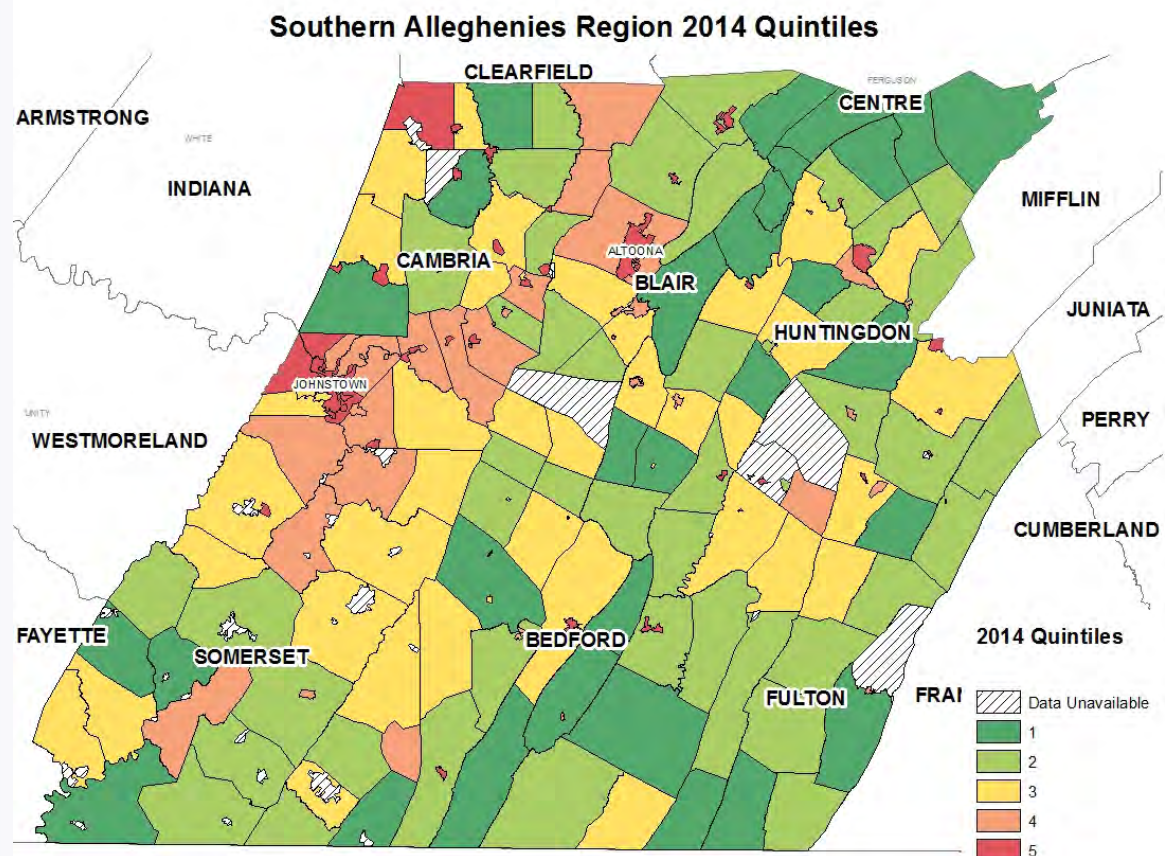 Southern Alleghenies Region 2014 Quintiles
CLEARFIELD
FERGUSON
CENTRE
ARMSTRONG
WHITE
INDIANA
MIFFLIN
ALTOONA
CAMBRIA
BLAIR
JUNIATA
HUNTINGDON
JOHNSTOWN
UNITY
PERRY
WESTMORELAND
CUMBERLAND
FAYETTE
BEDFORD
2014 Quintiles
SOMERSET
FULTON
FRAN
Data Unavailable
1
2
3
4
5